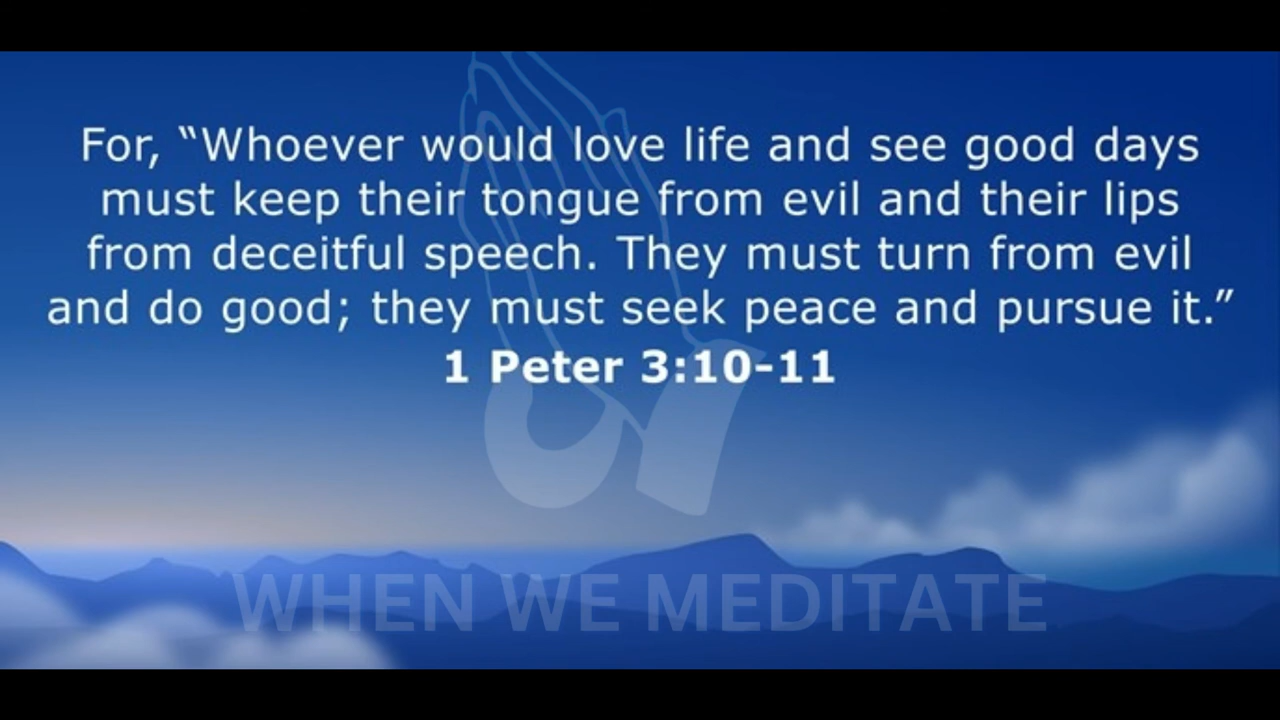 For, “Whoever would love life and see good days
must keep their tongue from evil and their lips
from deceitful speech. They must turn from evil
and do good; they must seek peace and pursue it.”
1 Peter 3:10-11
WHEN WE MEDITATE